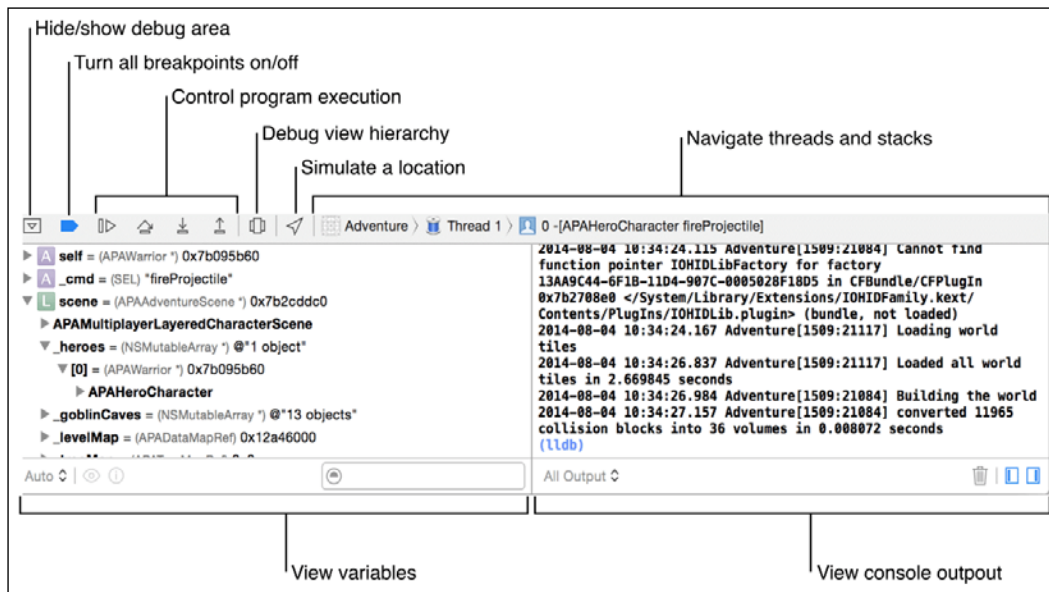 Hide/show debug area
Turn all breakpoints on/off
Control program execution
Debug view hierarchy
Navigate threads and stacks
Simulate a location
Adventure 〉 Thread 1 〉 0 -[APAHeroCharacter fireProjectile]
A self = (APAWarrior *) 0x7b095b60
A _cmd = (SEL) "fireProjectile"
L scene = (APAAdventureScene *) 0x7b2cddc0
APAMultiplayerLayeredCharacterScene
_heroes = (NSMutableArray *) @"1 object"
[0] = (APAWarrior *) 0x7b095b60
APAHeroCharacter
_goblinCaves = (NSMutableArray *) @"13 objects"
_levelMap = (APADataMapRef) 0x12a46000
Auto
2014-08-04 10:34:24.115 Adventure[1509:21084] Cannot find
function pointer IOHIDLibFactory for factory
13AA9C44-6F1B-11D4-907C-0005028F18D5 in CFBundle/CFPlugIn
0x7b2708e0 </System/Library/Extensions/IOHIDFamily.kext/
Contents/PlugIns/IOHIDLib.plugin> (bundle, not loaded)
2014-08-04 10:34:24.167 Adventure[1509:21117] Loading world
tiles
2014-08-04 10:34:26.837 Adventure[1509:21117] Loaded all world
tiles in 2.669845 seconds
2014-08-04 10:34:26.984 Adventure[1509:21084] Building the world
2014-08-04 10:34:27.157 Adventure[1509:21084] converted 11965
collision blocks into 36 volumes in 0.008072 seconds
(lldb)
All Output
View variables
View console outpout